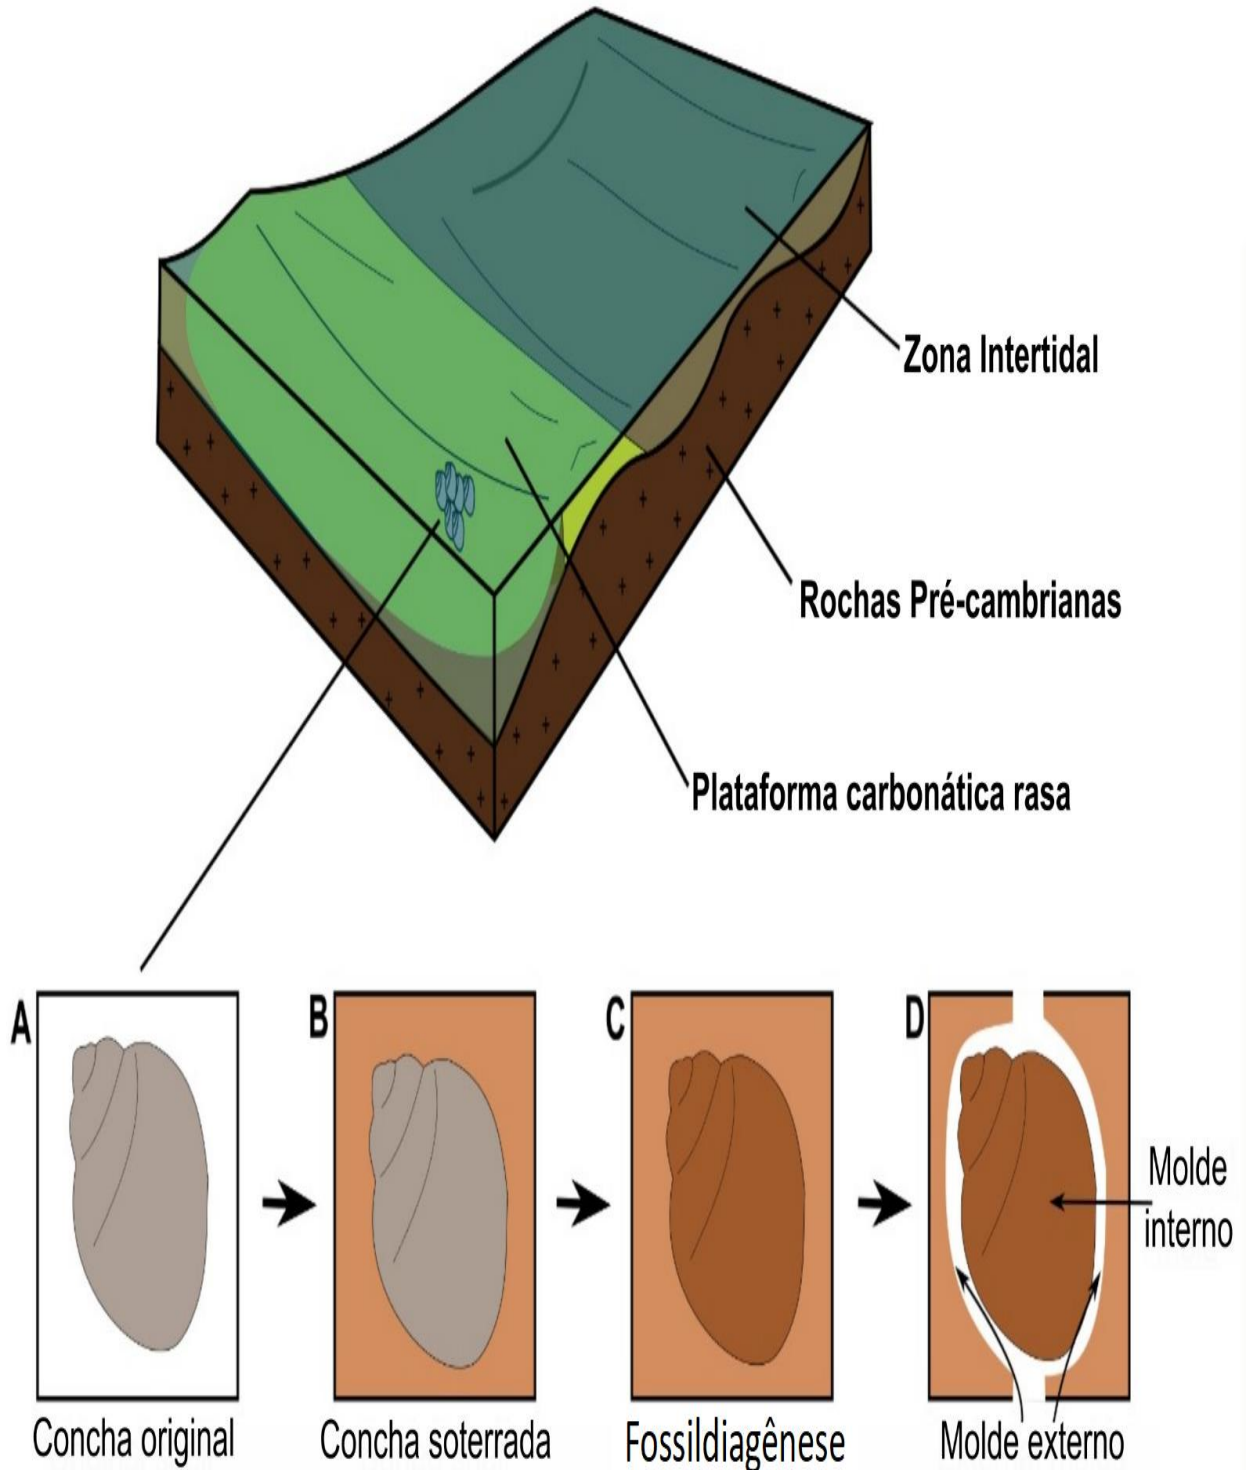 Zona Intertidal
Rochas Pré-cambrianas
Plataforma carbonática rasa
A
B
C
D
Molde
interno
Concha original
Concha soterrada
Fossildiagênese
Molde externo